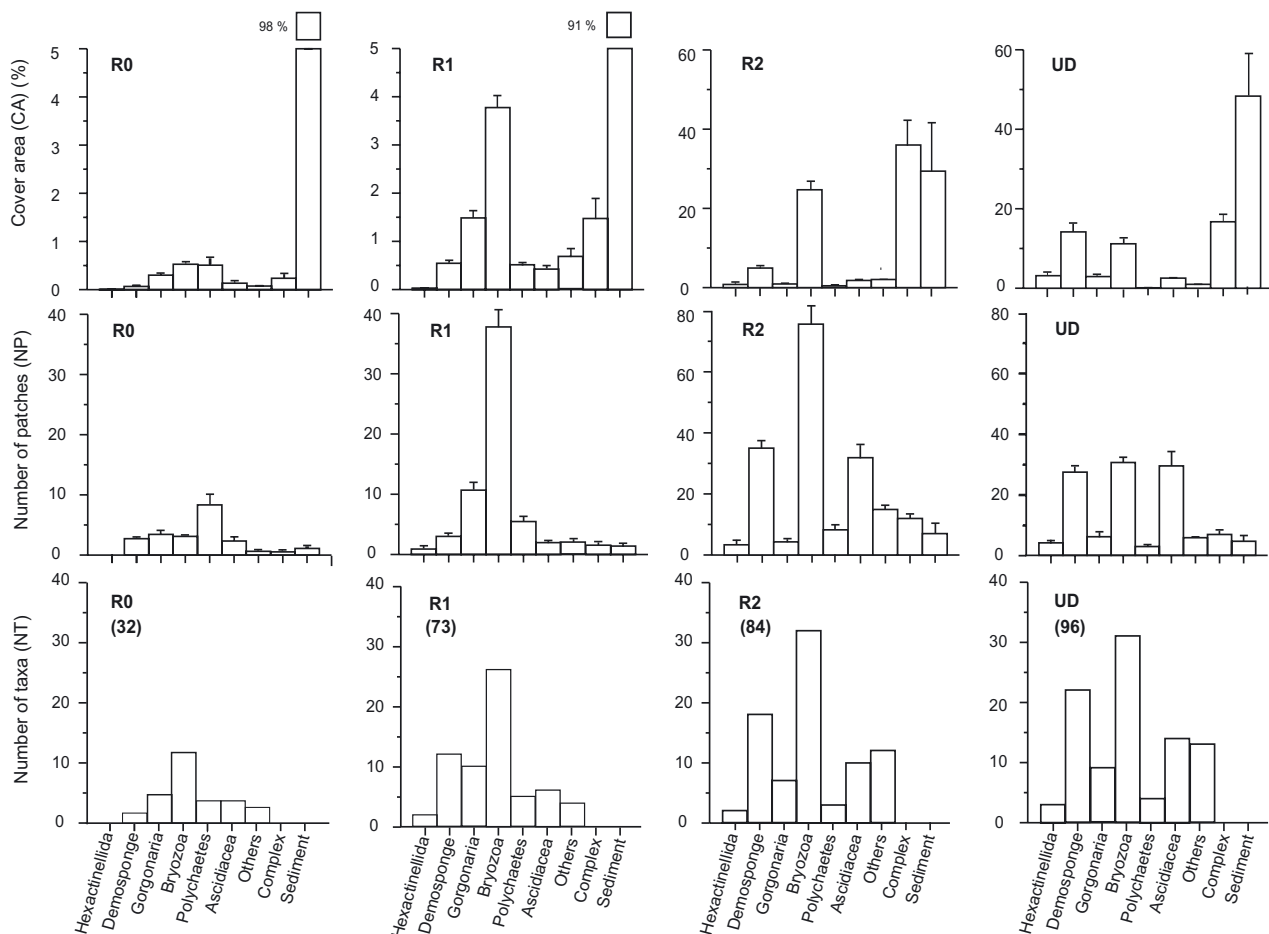 98 %
91 %
Cover area (CA) (%)
5
4
3
2
1
0
R0
5
4
3
2
1
0
R1
60
40
20
0
R2
60
40
20
0
UD
Number of patches (NP)
40
30
20
10
0
R0
40
30
20
10
0
R1
80
60
40
20
0
R2
80
60
40
20
0
UD
Number of taxa (NT)
40
30
20
10
0
R0
(32)
40
30
20
10
0
R1
(73)
40
30
20
10
0
R2
(84)
40
30
20
10
0
UD
(96)
Hexactinellida
Demosponge
Gorgonaria
Bryozoa
Polychaetes
Ascidiacea
Others
Complex
Sediment
Hexactinellida
Demosponge
Gorgonaria
Bryozoa
Polychaetes
Ascidiacea
Others
Complex
Sediment
Hexactinellida
Demosponge
Gorgonaria
Bryozoa
Polychaetes
Ascidiacea
Others
Complex
Sediment
Hexactinellida
Demosponge
Gorgonaria
Bryozoa
Polychaetes
Ascidiacea
Others
Complex
Sediment